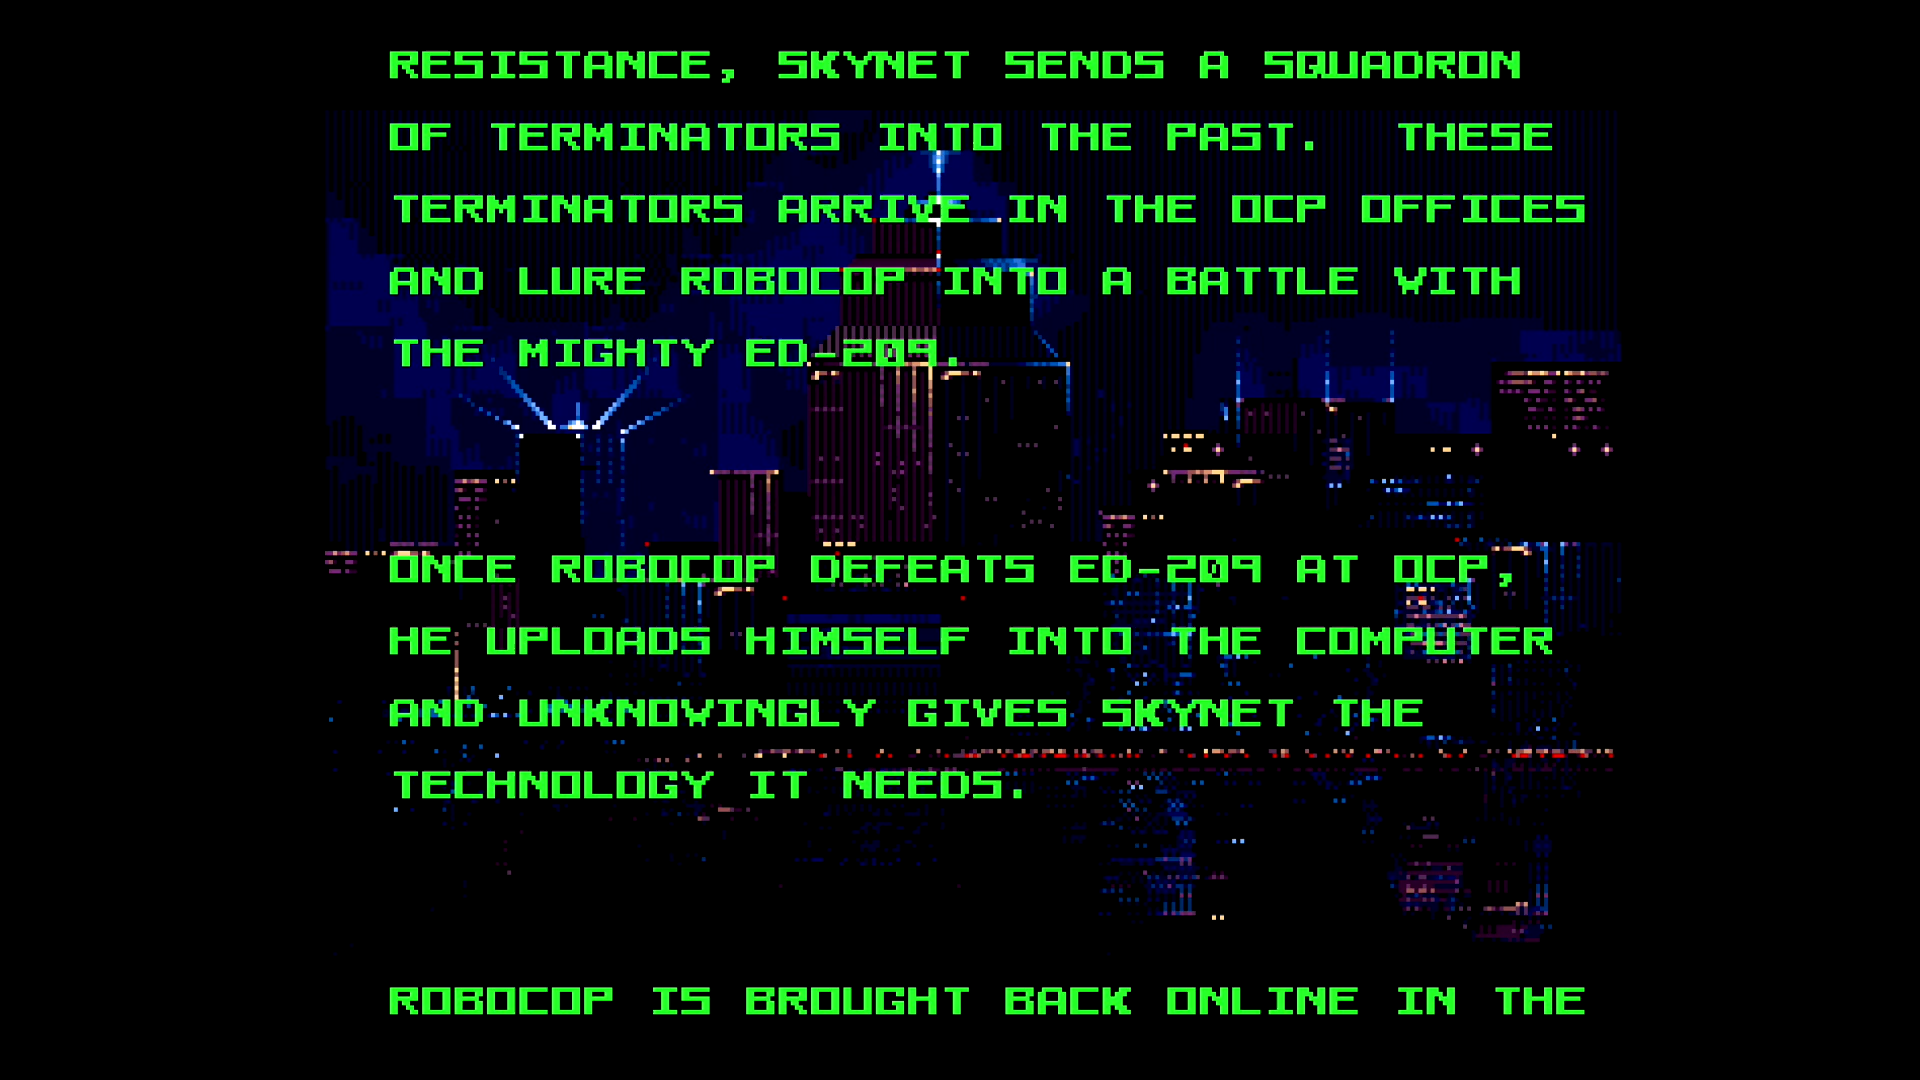 RESISTANCE, SKYNET SENDS A SQUADRON
OF TERMINATORS INTO THE PAST.  THESE
TERMINATORS ARRIVE IN THE OCP OFFICES
AND LURE ROBOCOP INTO A BATTLE WITH
THE MIGHTY ED-209.
ONCE ROBOCOP DEFEATS ED-209 AT OCP,
HE UPLOADS HIMSELF INTO THE COMPUTER
AND UNKNOWINGLY GIVES SKYNET THE
TECHNOLOGY IT NEEDS.
ROBOCOP IS BROUGHT BACK ONLINE IN THE